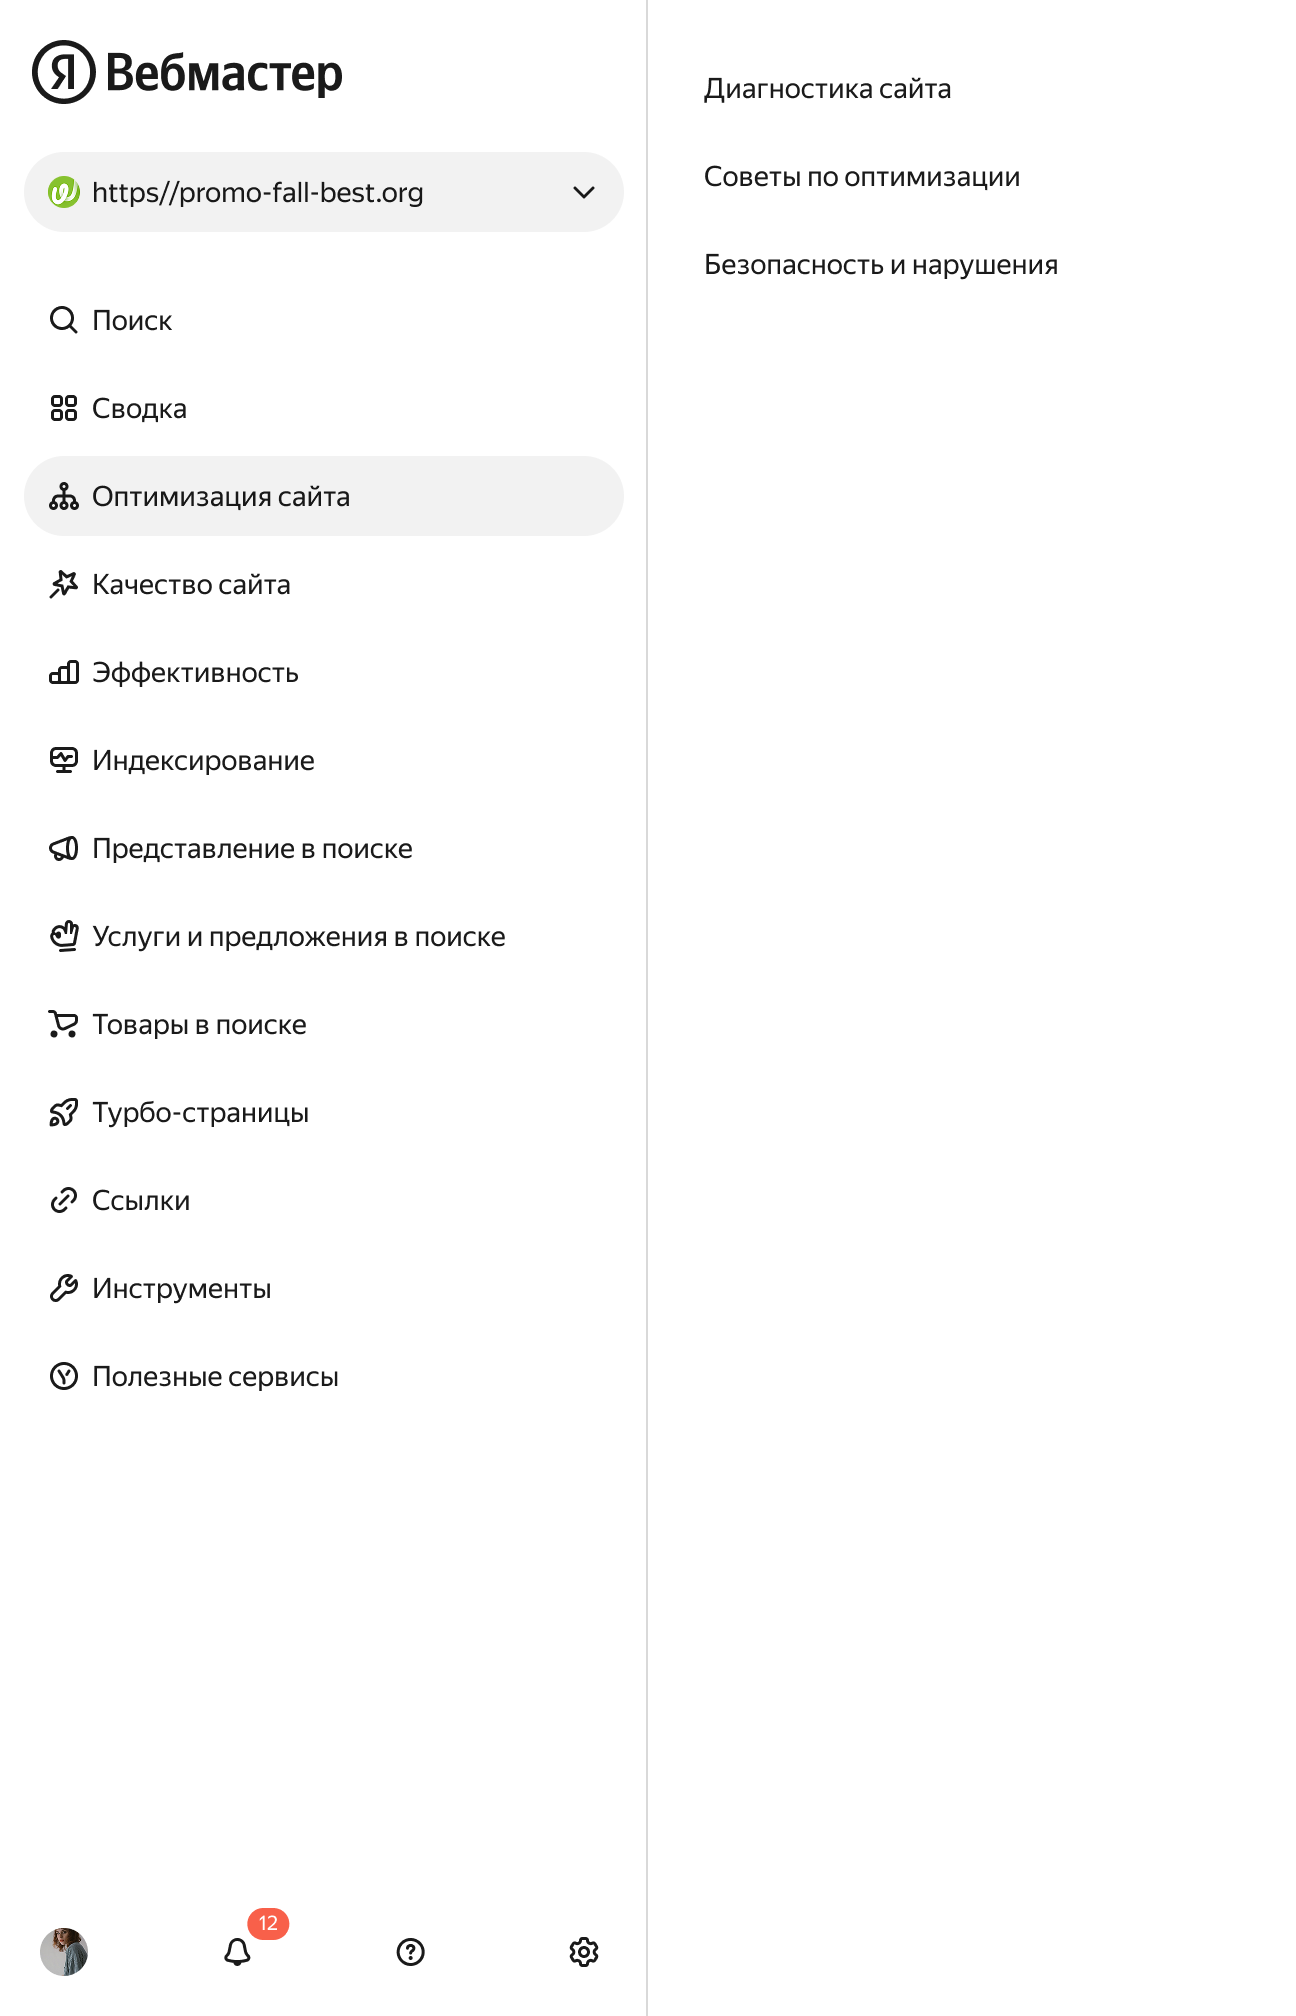 Я Вебмастер
https//promo-fall-best.org
Поиск
Сводка
Оптимизация сайта
Качество сайта
Эффективность
Индексирование
Представление в поиске
Услуги и предложения в поиске
Товары в поиске
Турбо-страницы
Ссылки
Инструменты
Полезные сервисы
12
Диагностика сайта
Советы по оптимизации
Безопасность и нарушения